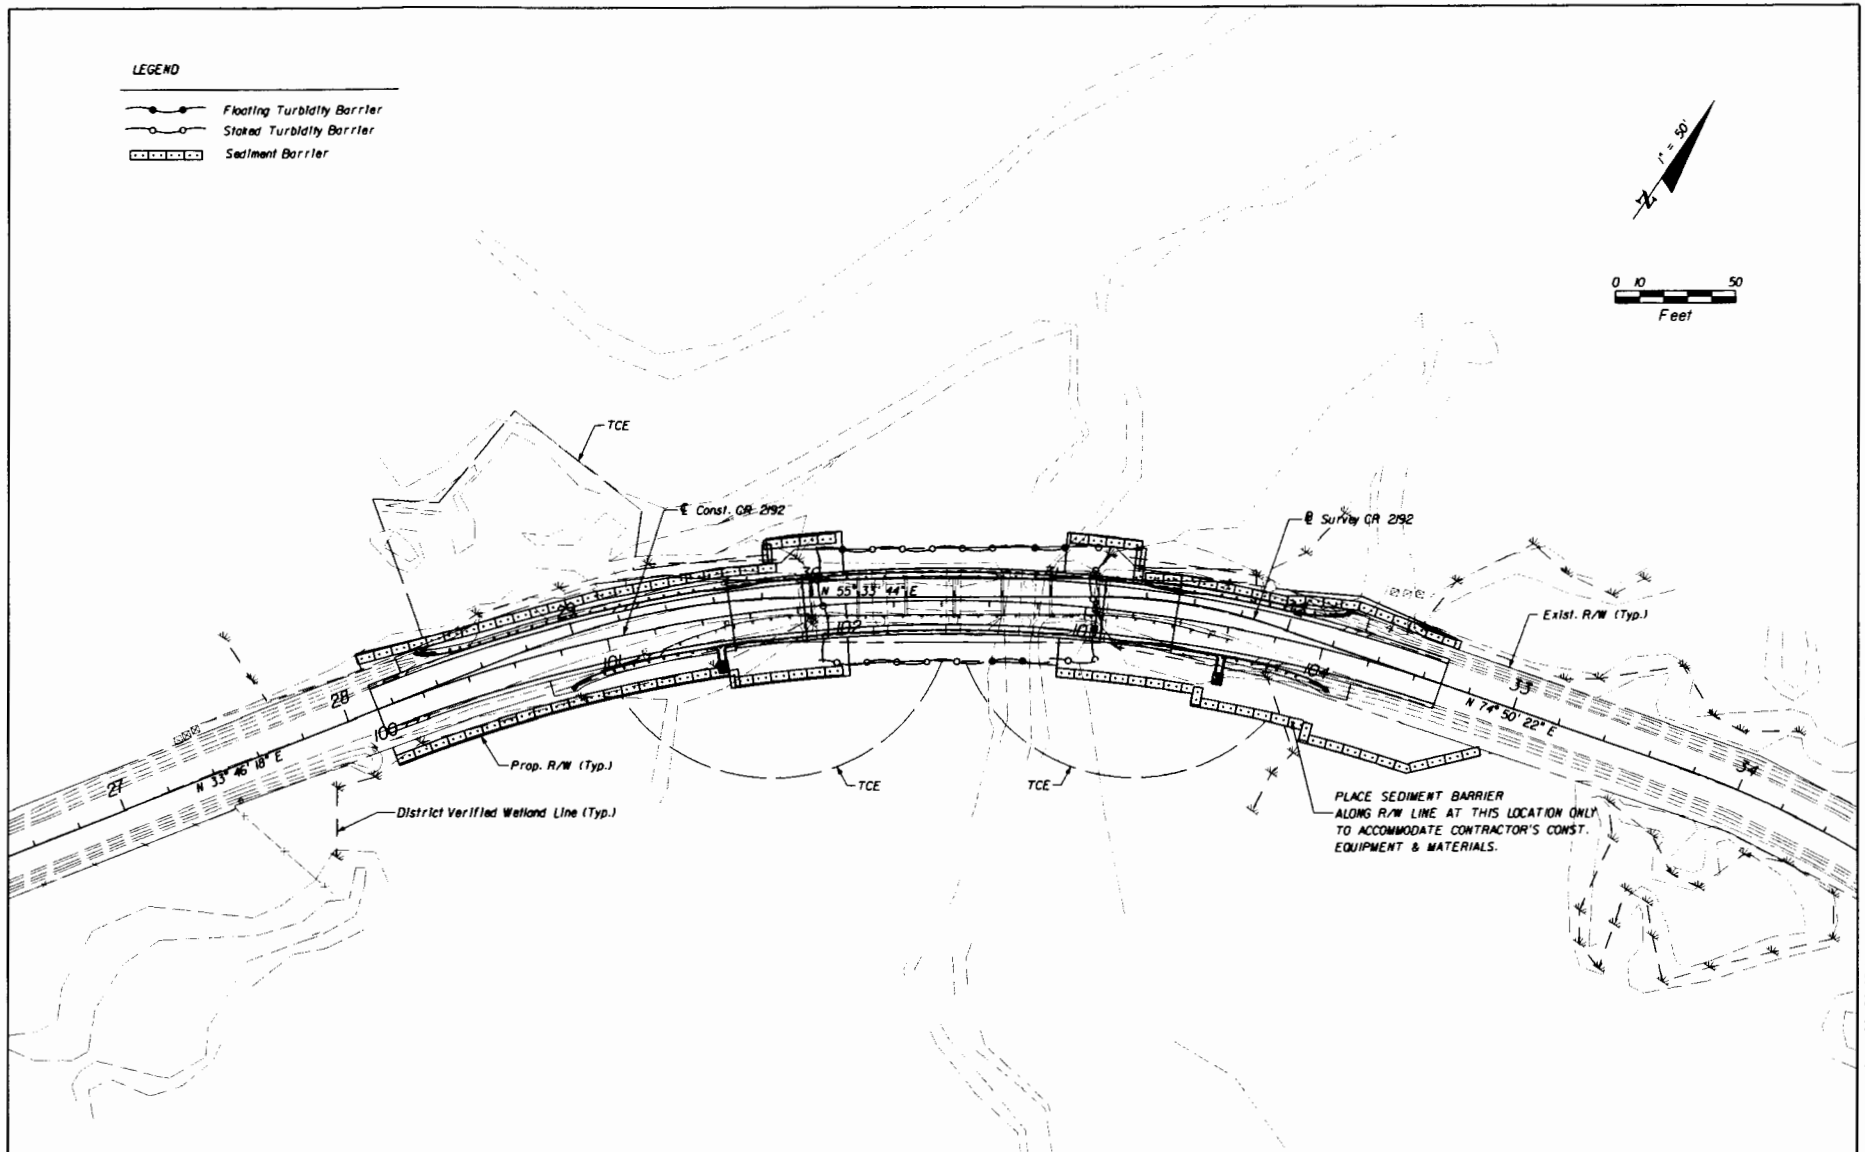 LEGEND
Floating Turbidity Barrier
Staked Turbidity Barrier
Sediment Barrier
1" = 50'
N
0 10 50
Feet
TCE
℄ Const. CR 2192
Survey CR 2192
N 55° 33' 44" E
29
102
101
104
28
100
33
N 74° 50' 22" E
Exist. R/W (Typ.)
27
N 33° 46' 18" E
34
Prop. R/W (Typ.)
TCE
TCE
District Verified Wetland Line (Typ.)
PLACE SEDIMENT BARRIER
ALONG R/W LINE AT THIS LOCATION ONLY
TO ACCOMMODATE CONTRACTOR'S CONST.
EQUIPMENT & MATERIALS.